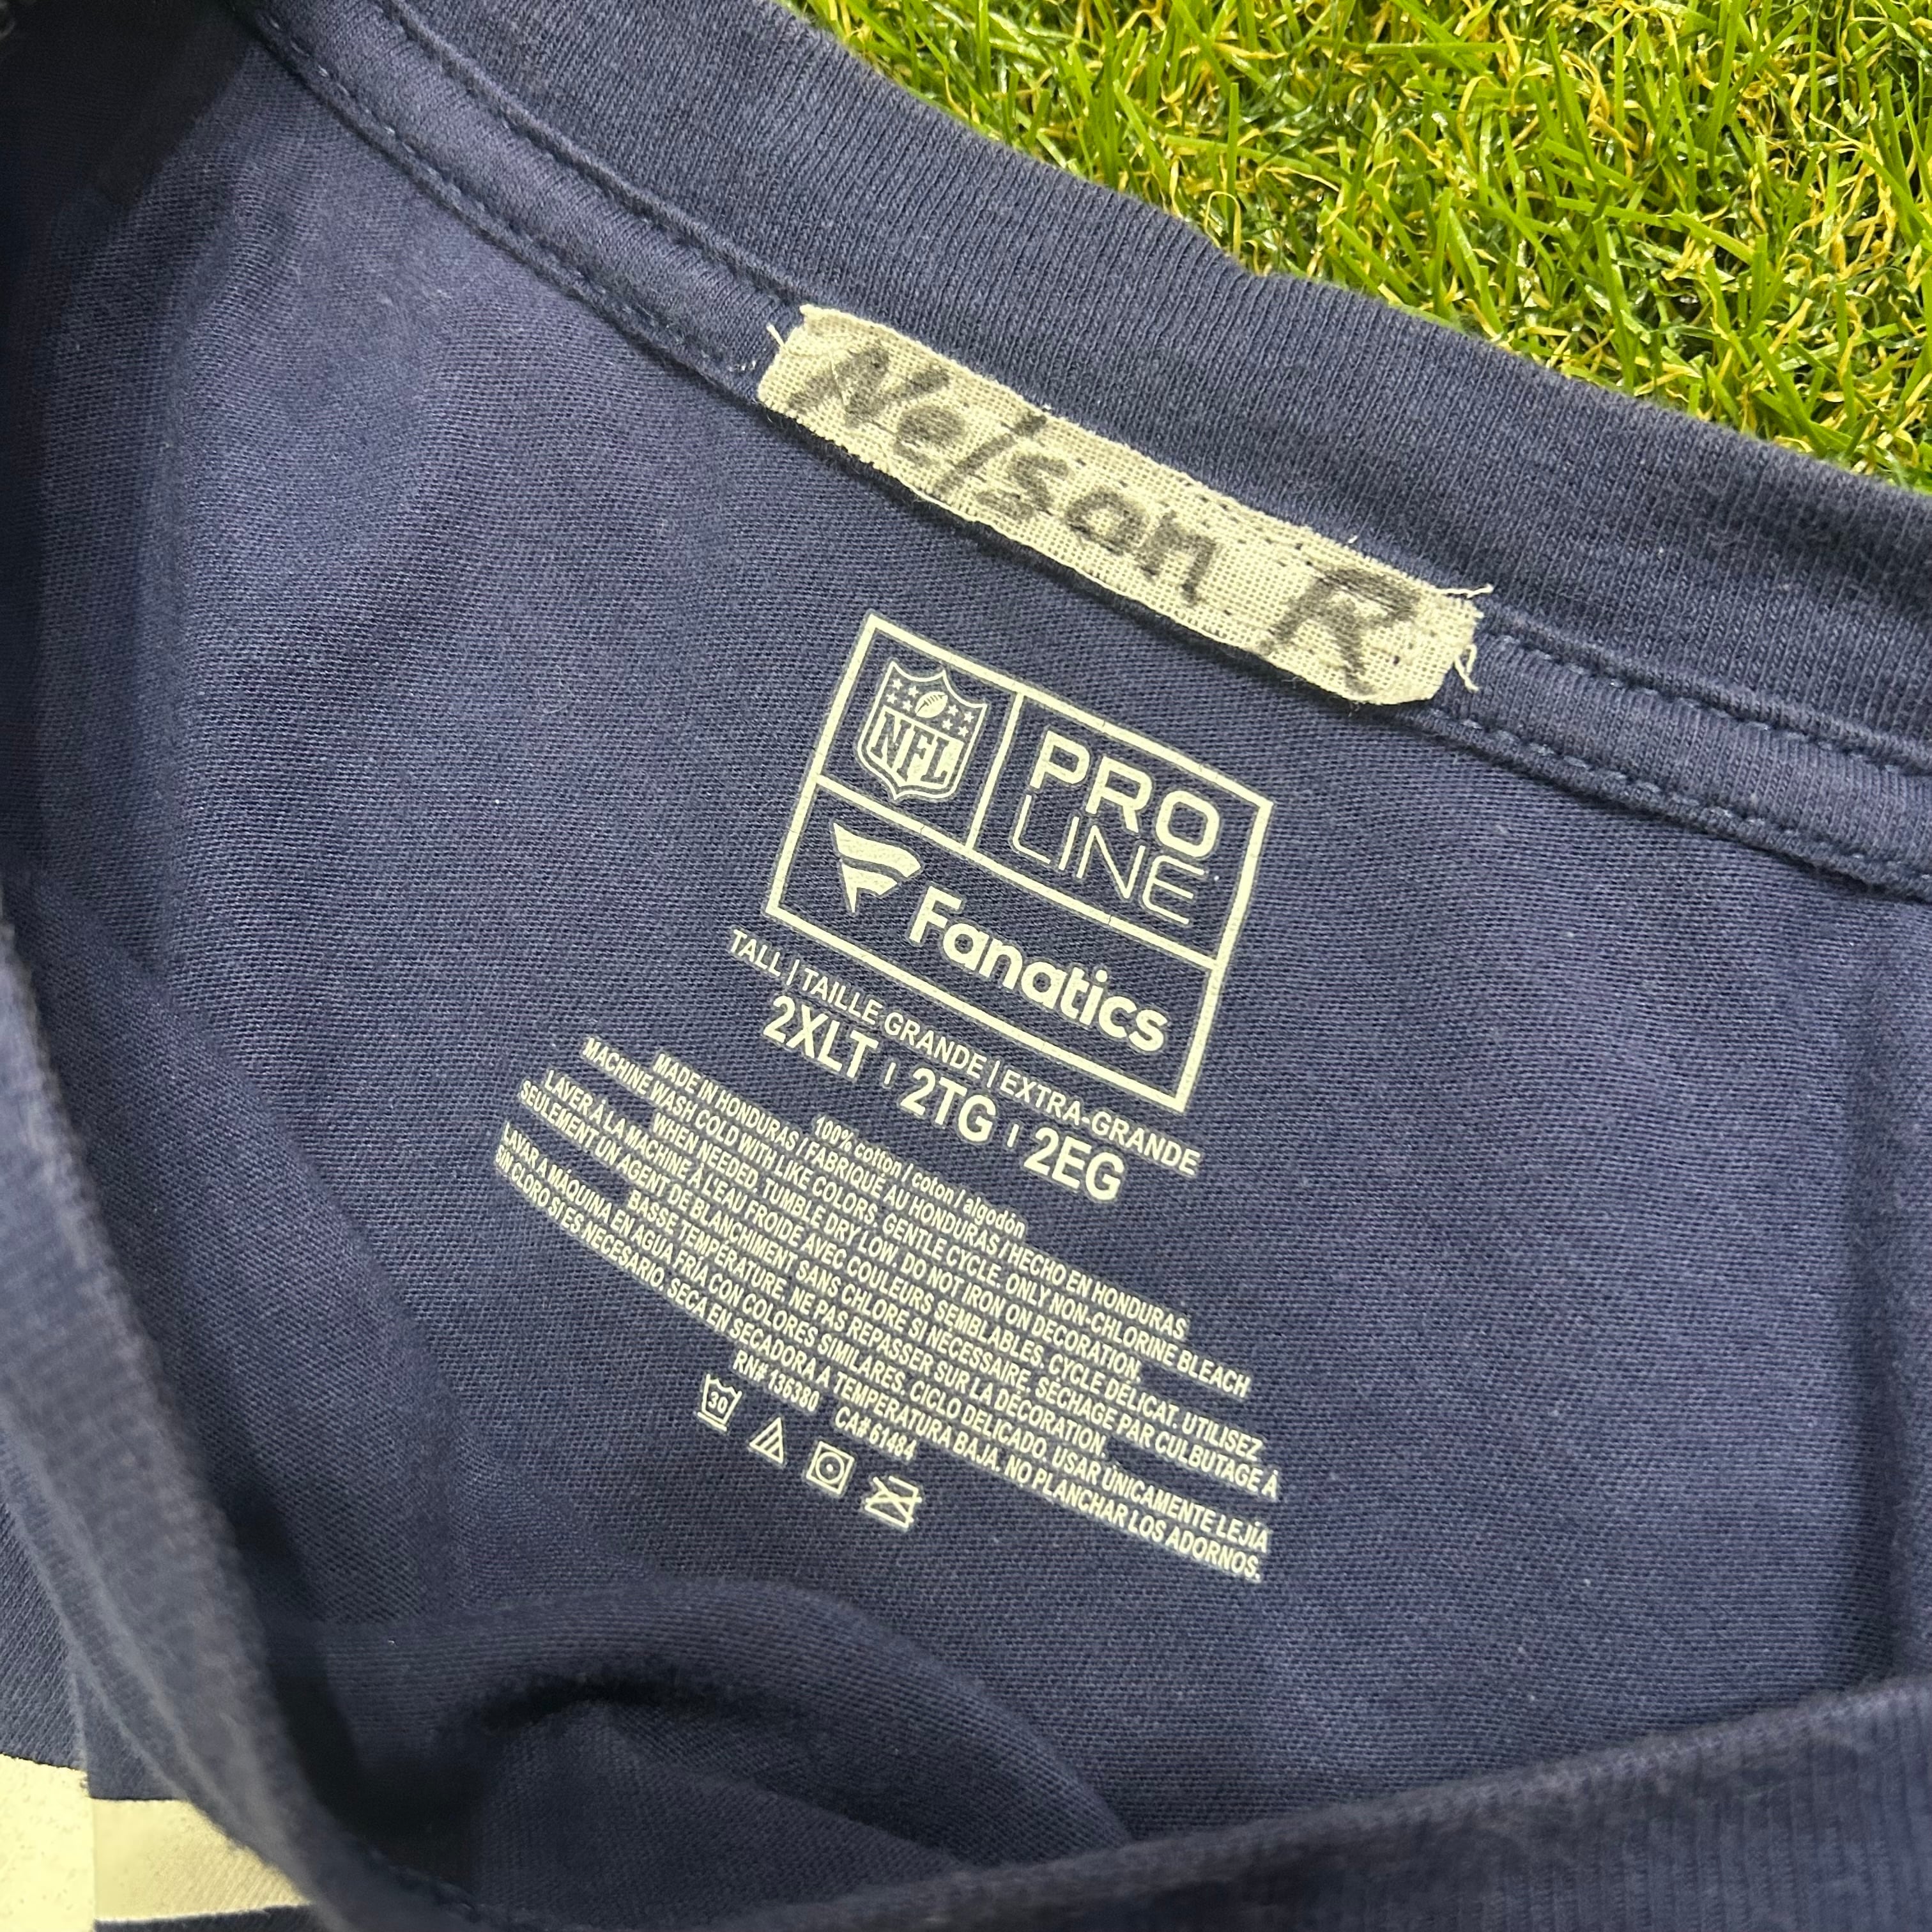 Nelson R
NFL
PRO
LINE
Fanatics
TALL | TAILLE GRANDE | EXTRA-GRANDE
2XLT | 2TG | 2EG
100% cotton / coton / algodón
MADE IN HONDURAS / FABRIQUÉ AU HONDURAS / HECHO EN HONDURAS
MACHINE WASH COLD WITH LIKE COLORS, GENTLE CYCLE. ONLY NON-CHLORINE BLEACH
WHEN NEEDED. TUMBLE DRY LOW. DO NOT IRON ON DECORATION.
LAVER À LA MACHINE À L'EAU FROIDE AVEC COULEURS SEMBLABLES, CYCLE DÉLICAT. UTILISEZ
SEULEMENT UN AGENT DE BLANCHIMENT SANS CHLORE SI NÉCESSAIRE. SÉCHAGE PAR CULBUTAGE À
BASSE TEMPÉRATURE. NE PAS REPASSER SUR LA DÉCORATION.
LAVAR A MÁQUINA EN AGUA FRÍA CON COLORES SIMILARES, CICLO DELICADO. USAR ÚNICAMENTE LEJÍA
SIN CLORO SI ES NECESARIO. SECA EN SECADORA A TEMPERATURA BAJA. NO PLANCHAR LOS ADORNOS.
RN# 136380 CA# 61484
30